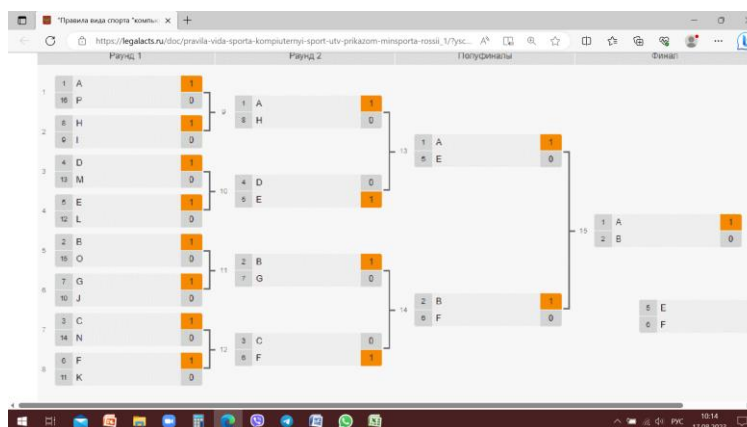 "Правила вида спорта "компью
https://legalacts.ru/doc/pravila-vida-sporta-kompiuternyi-sport-utv-prikazom-minsporta-rossii_1/?ysc...
Раунд 1 Раунд 2 Полуфиналы Финал
1
1 A 1
16 P 0
2
8 H 1
9 I 0
3
4 D 1
13 M 0
4
5 E 1
12 L 0
5
2 B 1
15 O 0
6
7 G 1
10 J 0
7
3 C 1
14 N 0
8
6 F 1
11 K 0
9
1 A 1
8 H 0
10
4 D 0
5 E 1
11
2 B 1
7 G 0
12
3 C 0
6 F 1
13
1 A 1
5 E 0
14
2 B 1
6 F 0
15
1 A 1
2 B 0
5 E
6 F
РУС
10:14
17.08.2023